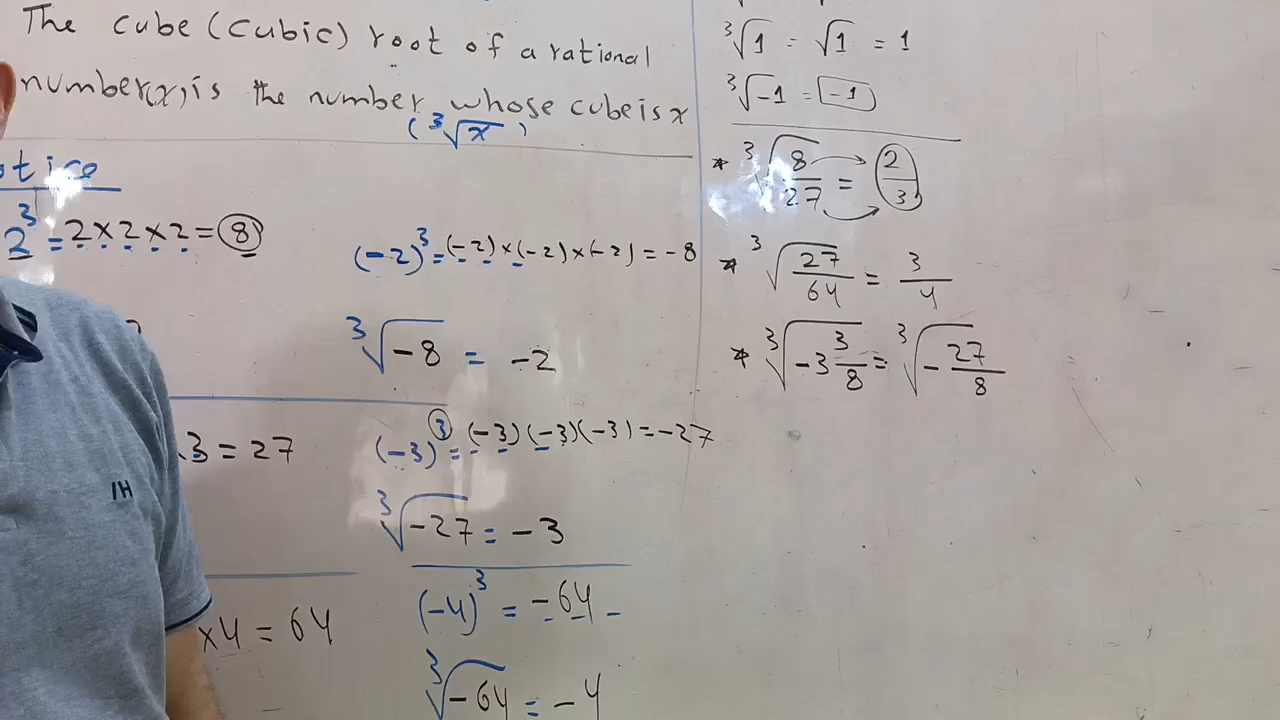 The cube (cubic) root of a rational
number(x) is the number whose cube is x
(∛x)
otice
2³ = 2×2×2 = 8
(-2)³ = (-2)×(-2)×(-2) = -8
∛-8 = -2
3 = 27
(-3)³ = (-3)(-3)(-3) = -27
∛-27 = -3
×4 = 64
(-4)³ = -64
∛-64 = -4
∛1 = √1 = 1
∛-1 = -1
* ∛8/27 = 2/3
* ∛27/64 = 3/4
* ∛-3 3/8 = ∛-27/8
IH